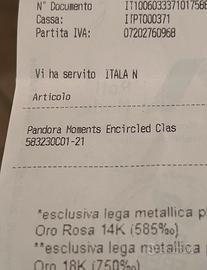 N° Documento IT1006033371017588
Cassa: ITPT000371
Partita IVA: 07202760968
Vi ha servito ITALA N
Articolo
Pandora Moments Encircled Clas
583230C01-21
*esclusiva lega metallica p
Oro Rosa 14K (585‰)
**esclusiva lega metallica
Oro 18K (750‰)